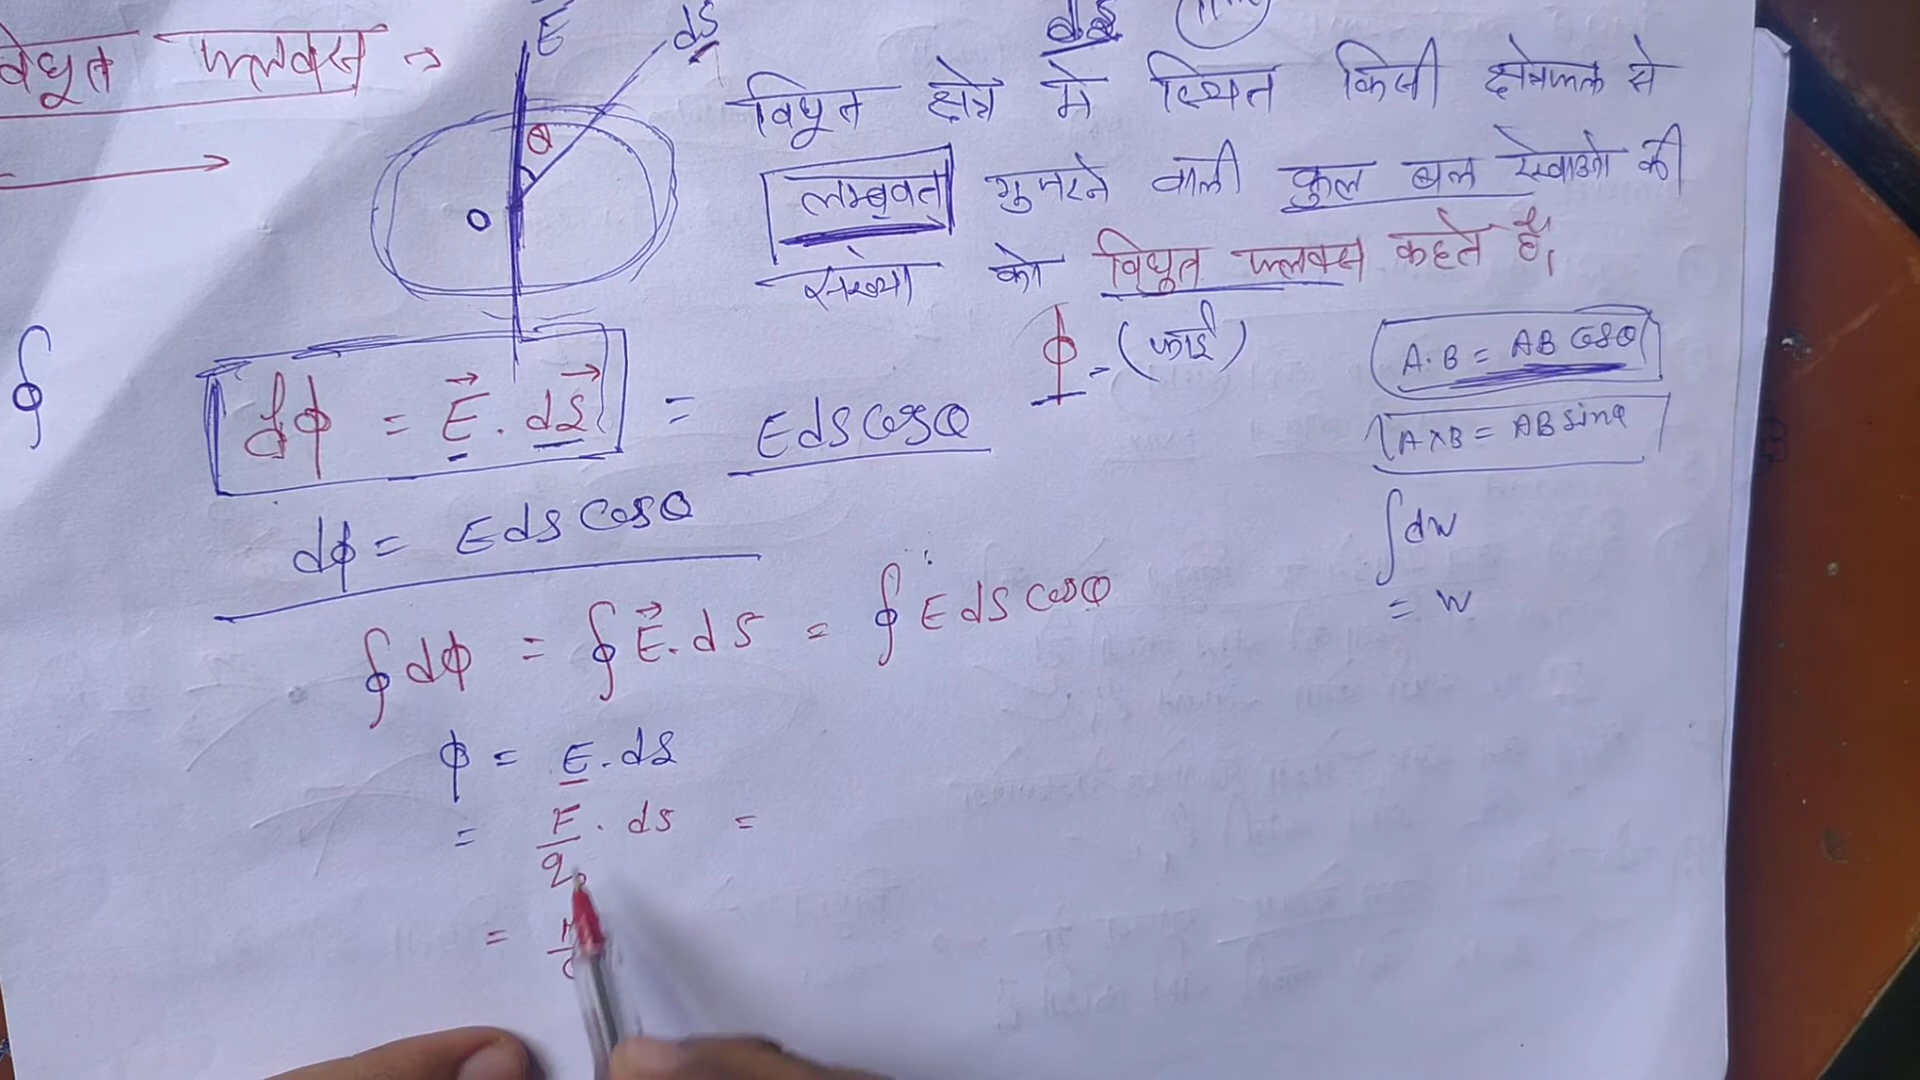 विधुत फ्लक्स →
E
ds
θ
O
ds
विधुत क्षेत्र मे स्थित किसी क्षेत्रफल से
लम्बवत् गुजरने वाली कुल बल रेखाओ की
संख्या को विधुत फ्लक्स कहते है।
ϕ = (फाई)
A.B = AB Cosθ
A×B = AB sinθ
∮
dϕ = E⃗ . dS⃗ = Eds Cosθ
dϕ = Eds Cosθ
∫dw
= w
∮dϕ = ∮E⃗.ds = ∮Eds Cosθ
ϕ = E.ds
= F/q₀ . ds =
=